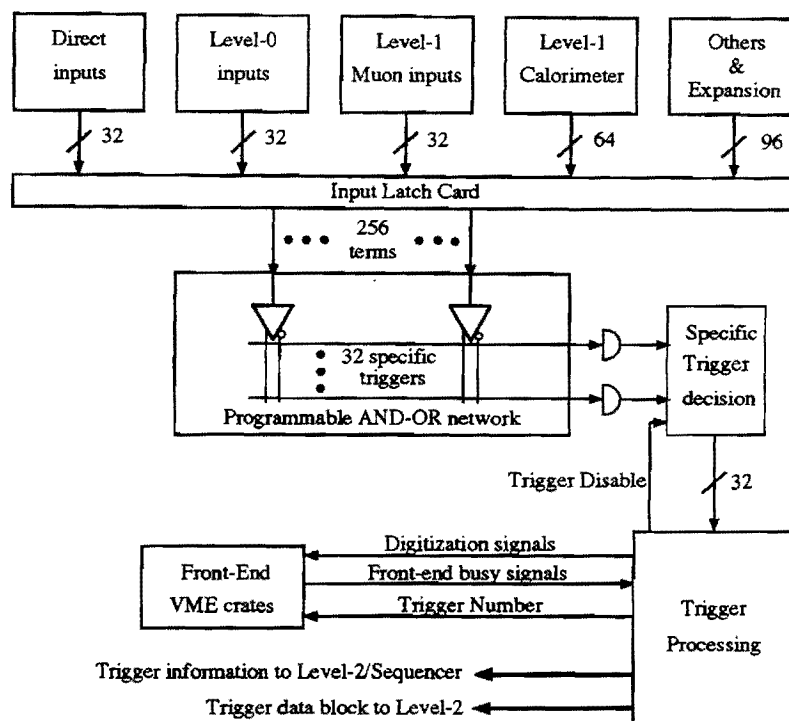 Direct
inputs
Level-0
inputs
Level-1
Muon inputs
Level-1
Calorimeter
Others
&
Expansion
32
32
32
64
96
Input Latch Card
256
terms
32 specific
triggers
Programmable AND-OR network
Specific
Trigger
decision
Trigger Disable
32
Digitization signals
Front-end busy signals
Trigger Number
Front-End
VME crates
Trigger
Processing
Trigger information to Level-2/Sequencer
Trigger data block to Level-2